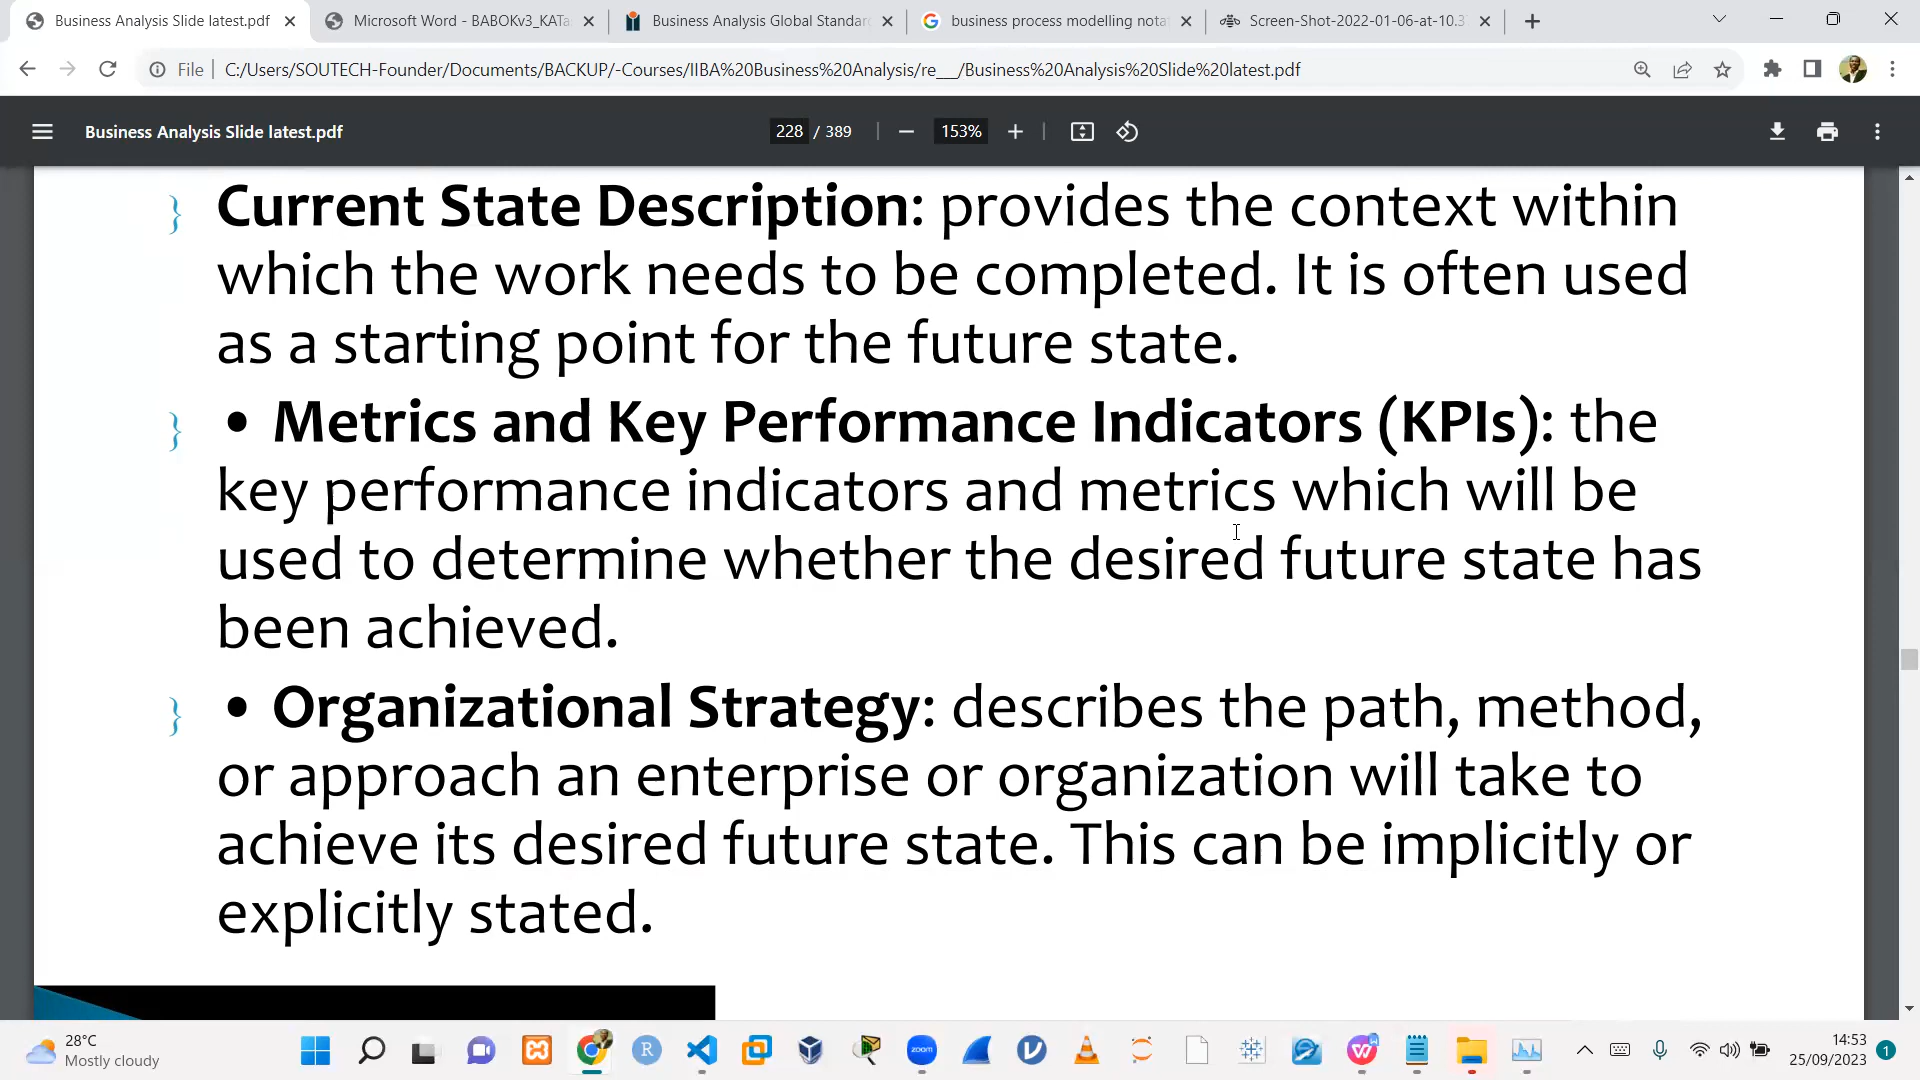 Business Analysis Slide latest.pdf
Microsoft Word - BABOKv3_KATa
Business Analysis Global Standar
business process modelling nota
Screen-Shot-2022-01-06-at-10.3
File
C:/Users/SOUTECH-Founder/Documents/BACKUP/-Courses/IIBA%20Business%20Analysis/re__/Business%20Analysis%20Slide%20latest.pdf
Business Analysis Slide latest.pdf
228 / 389
153%
} Current State Description: provides the context within
which the work needs to be completed. It is often used
as a starting point for the future state.
} • Metrics and Key Performance Indicators (KPIs): the
key performance indicators and metrics which will be
used to determine whether the desired future state has
been achieved.
} • Organizational Strategy: describes the path, method,
or approach an enterprise or organization will take to
achieve its desired future state. This can be implicitly or
explicitly stated.
28°C
Mostly cloudy
R
zoom
V
14:53
25/09/2023
1